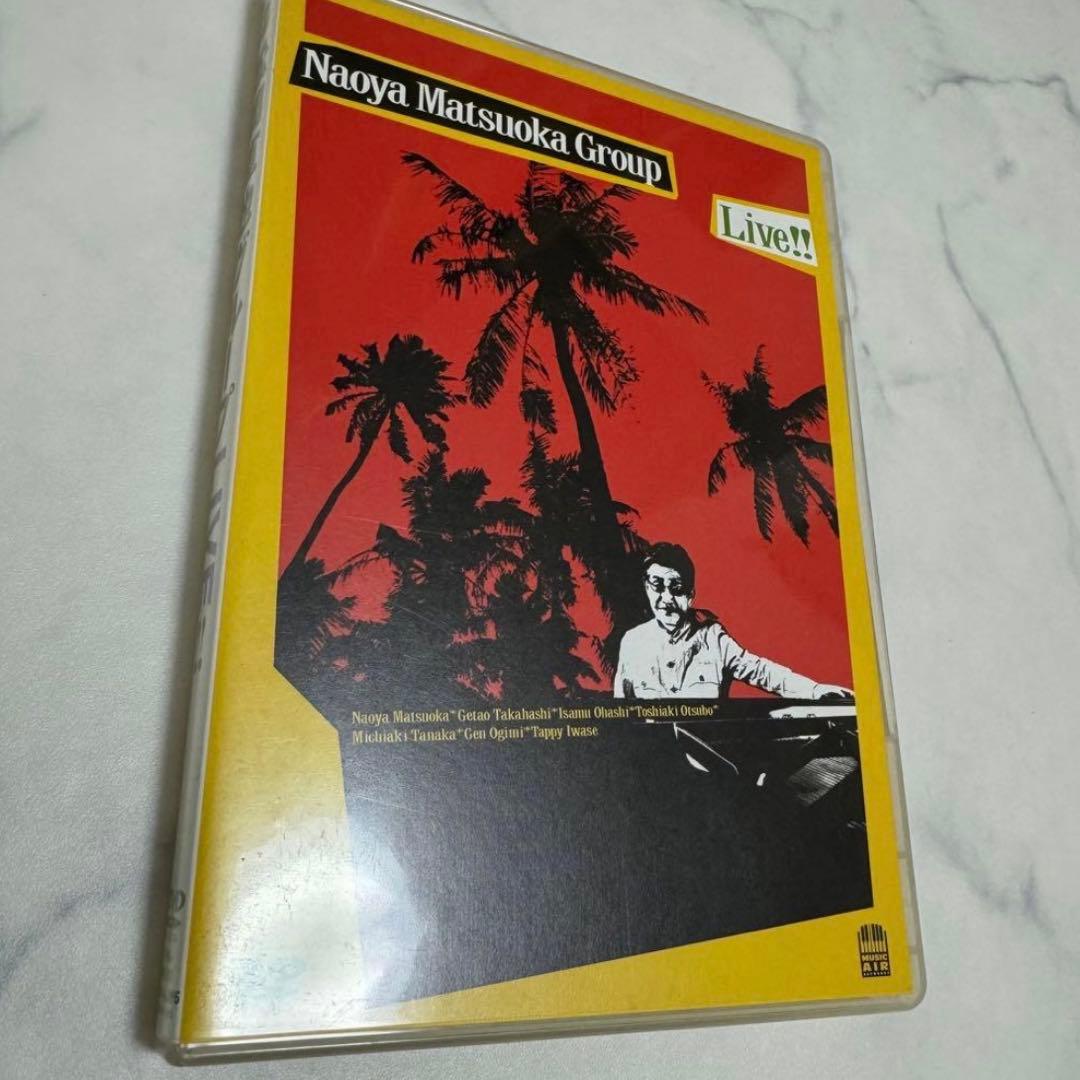 Naoya Matsuoka Group
Live!!
Naoya Matsuoka*Getao Takahashi*Isamu Ohashi*Toshiaki Otsubo*
Michiaki Tanaka*Gen Ogimi*Tappy Iwase
MUSIC
AIR